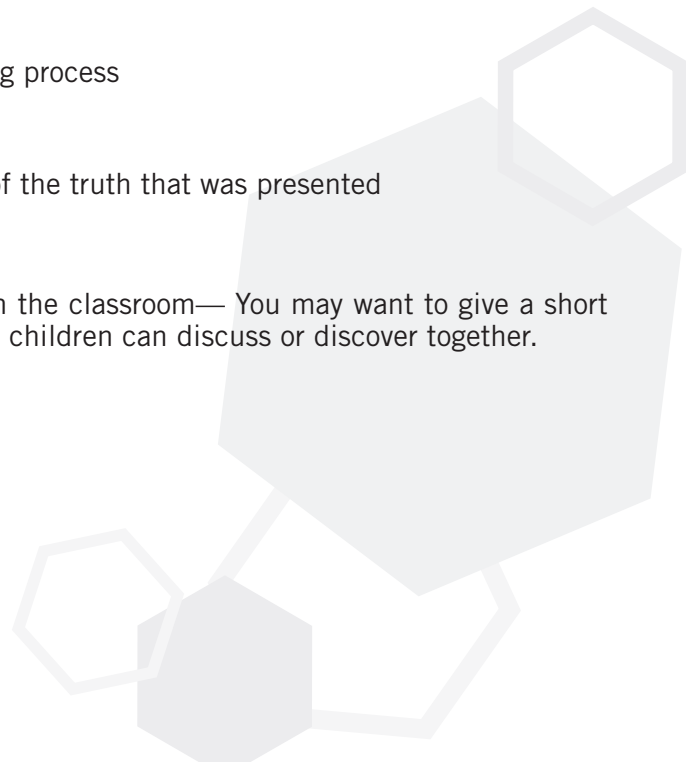 g process
of the truth that was presented
n the classroom— You may want to give a short
children can discuss or discover together.